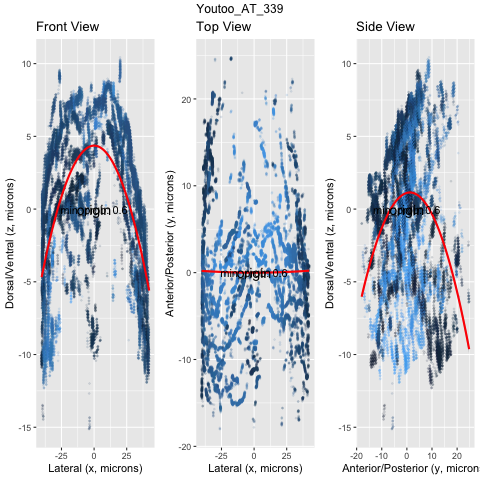 Youtoo_AT_339
Front View
Top View
Side View
Dorsal/Ventral (z, microns)
10
5
0
-5
-10
-15
-25
0
25
Lateral (x, microns)
Anterior/Posterior (y, microns)
20
10
0
-10
-20
-25
0
25
Lateral (x, microns)
Dorsal/Ventral (z, microns)
10
5
0
-5
-10
-15
-20
-10
0
10
20
Anterior/Posterior (y, micron